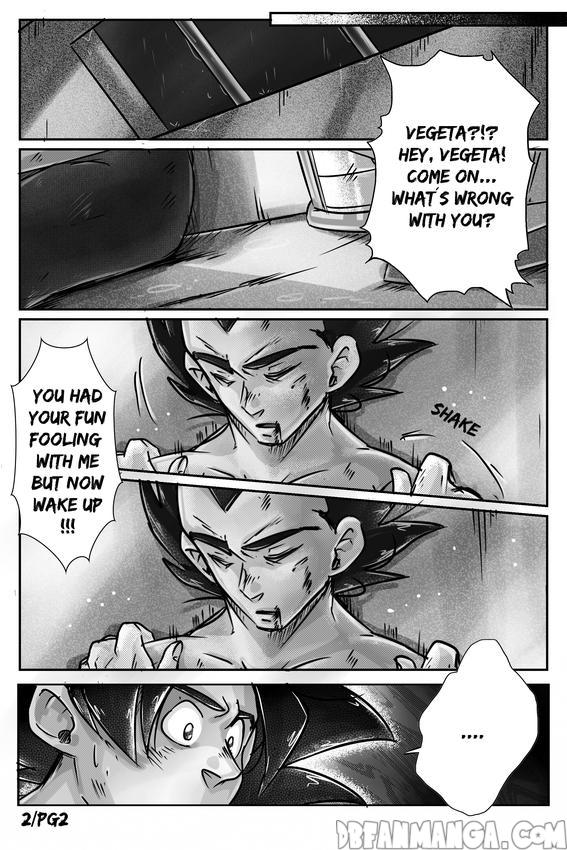 VEGETA?!?
HEY, VEGETA!
COME ON...
WHAT'S WRONG
WITH YOU?
YOU HAD
YOUR FUN
FOOLING
WITH ME
BUT NOW
WAKE UP
!!!
SHAKE
....
2/PG2
DBFANMANGA.COM